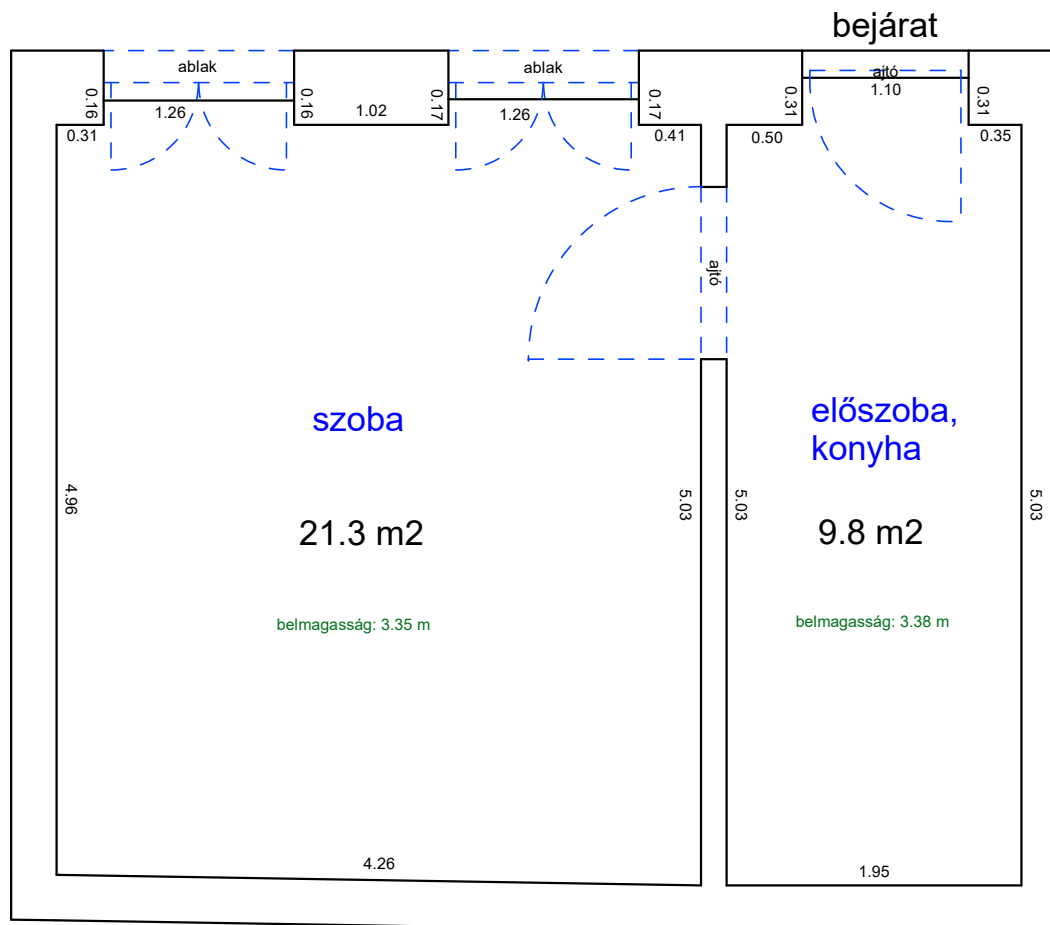 bejárat
ablak
ablak
ajtó
1.10
0.16
1.26
0.16
1.02
0.17
1.26
0.17
0.31
0.31
0.31
0.41
0.50
0.35
ajtó
szoba
előszoba,
konyha
4.96
5.03
5.03
5.03
21.3 m2
9.8 m2
belmagasság: 3.35 m
belmagasság: 3.38 m
4.26
1.95